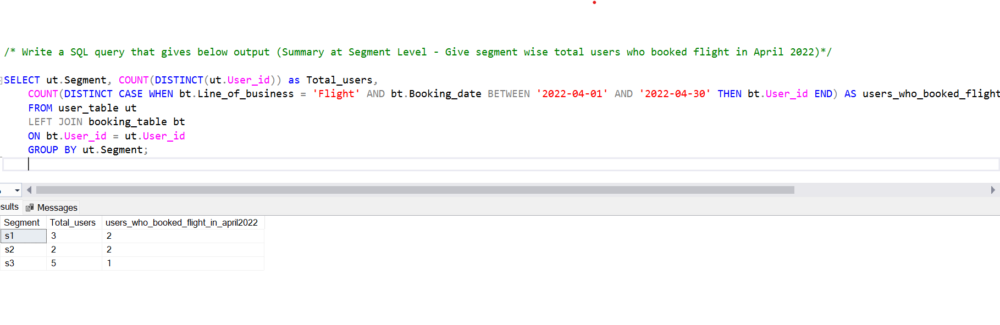 /* Write a SQL query that gives below output (Summary at Segment Level - Give segment wise total users who booked flight in April 2022)*/
SELECT ut.Segment, COUNT(DISTINCT(ut.User_id)) as Total_users,
COUNT(DISTINCT CASE WHEN bt.Line_of_business = 'Flight' AND bt.Booking_date BETWEEN '2022-04-01' AND '2022-04-30' THEN bt.User_id END) AS users_who_booked_flight
FROM user_table ut
LEFT JOIN booking_table bt
ON bt.User_id = ut.User_id
GROUP BY ut.Segment;
sults Messages
Segment Total_users users_who_booked_flight_in_april2022
s1 3 2
s2 2 2
s3 5 1